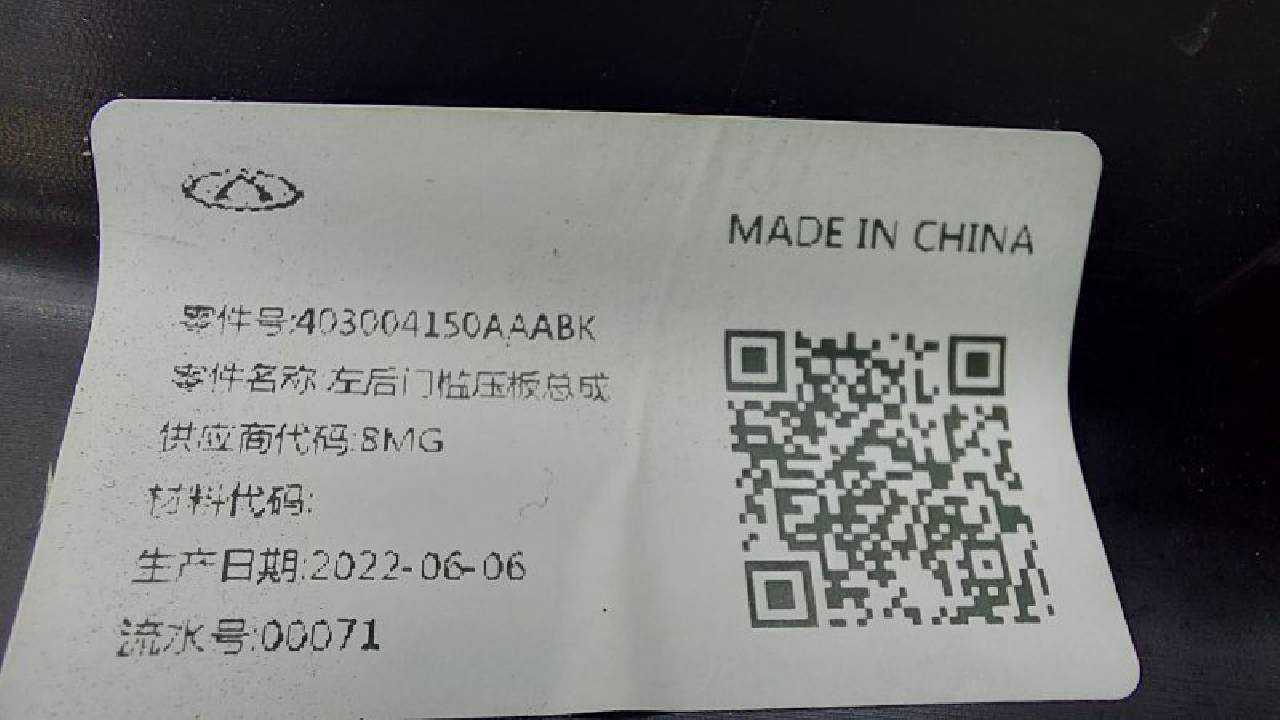 MADE IN CHINA
零件号:403004150AAABK
零件名称:左后门槛压板总成
供应商代码:8MG
材料代码:
生产日期:2022-06-06
流水号:00071